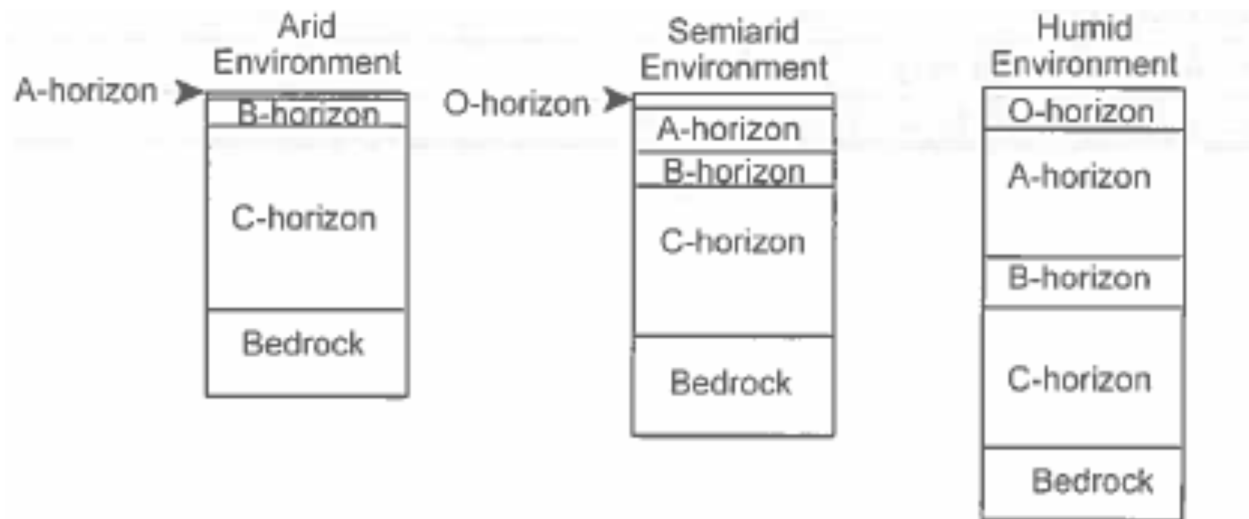 Arid
Environment
A-horizon
B-horizon
C-horizon
Bedrock
Semiarid
Environment
O-horizon
A-horizon
B-horizon
C-horizon
Bedrock
Humid
Environment
O-horizon
A-horizon
B-horizon
C-horizon
Bedrock